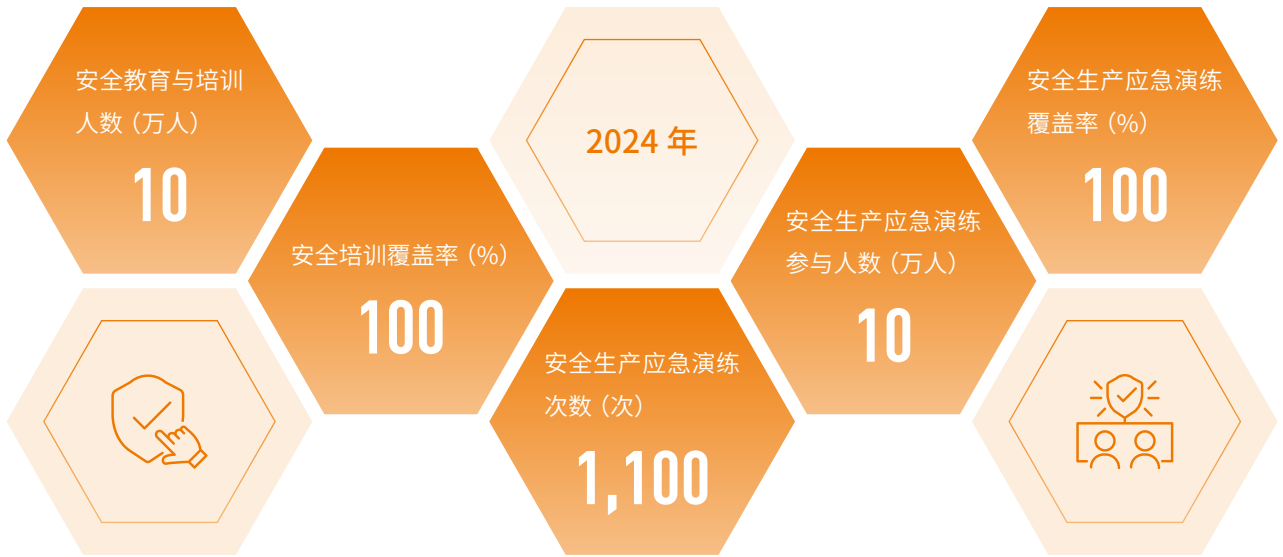 安全教育与培训
人数（万人）
10
安全培训覆盖率（%）
100
2024 年
安全生产应急演练
次数（次）
1,100
安全生产应急演练
参与人数（万人）
10
安全生产应急演练
覆盖率（%）
100